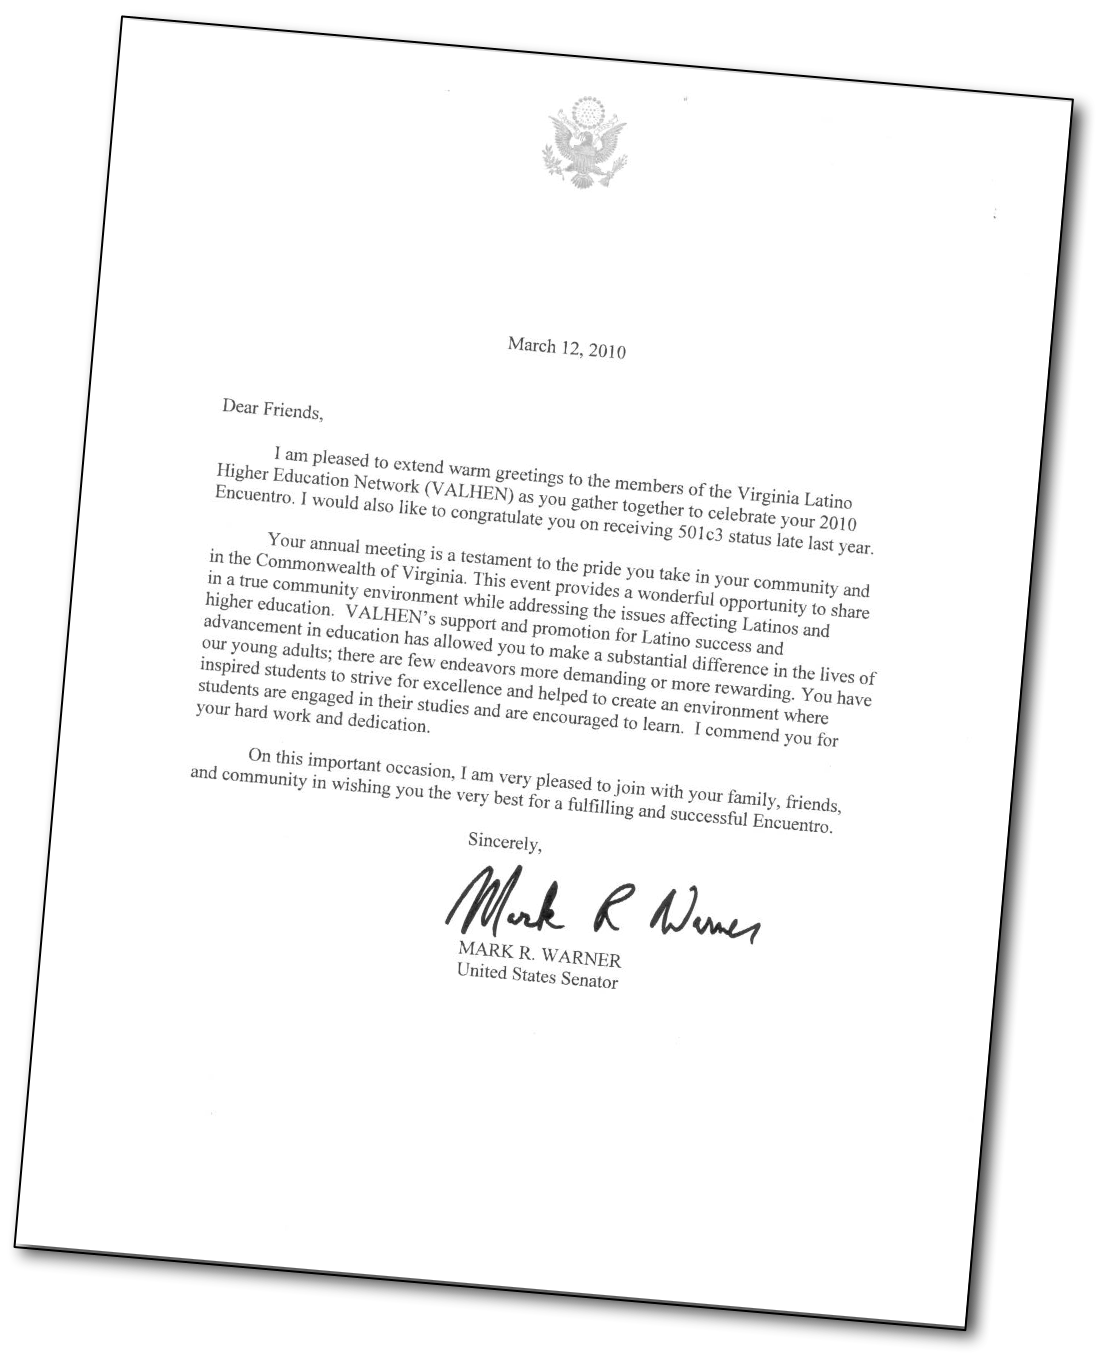 March 12, 2010
Dear Friends,
I am pleased to extend warm greetings to the members of the Virginia Latino
Higher Education Network (VALHEN) as you gather together to celebrate your 2010
Encuentro. I would also like to congratulate you on receiving 501c3 status late last year.
Your annual meeting is a testament to the pride you take in your community and
in the Commonwealth of Virginia. This event provides a wonderful opportunity to share
in a true community environment while addressing the issues affecting Latinos and
higher education. VALHEN's support and promotion for Latino success and
advancement in education has allowed you to make a substantial difference in the lives of
our young adults; there are few endeavors more demanding or more rewarding. You have
inspired students to strive for excellence and helped to create an environment where
students are engaged in their studies and are encouraged to learn. I commend you for
your hard work and dedication.
On this important occasion, I am very pleased to join with your family, friends,
and community in wishing you the very best for a fulfilling and successful Encuentro.
Sincerely,
Mark R Warner
MARK R. WARNER
United States Senator